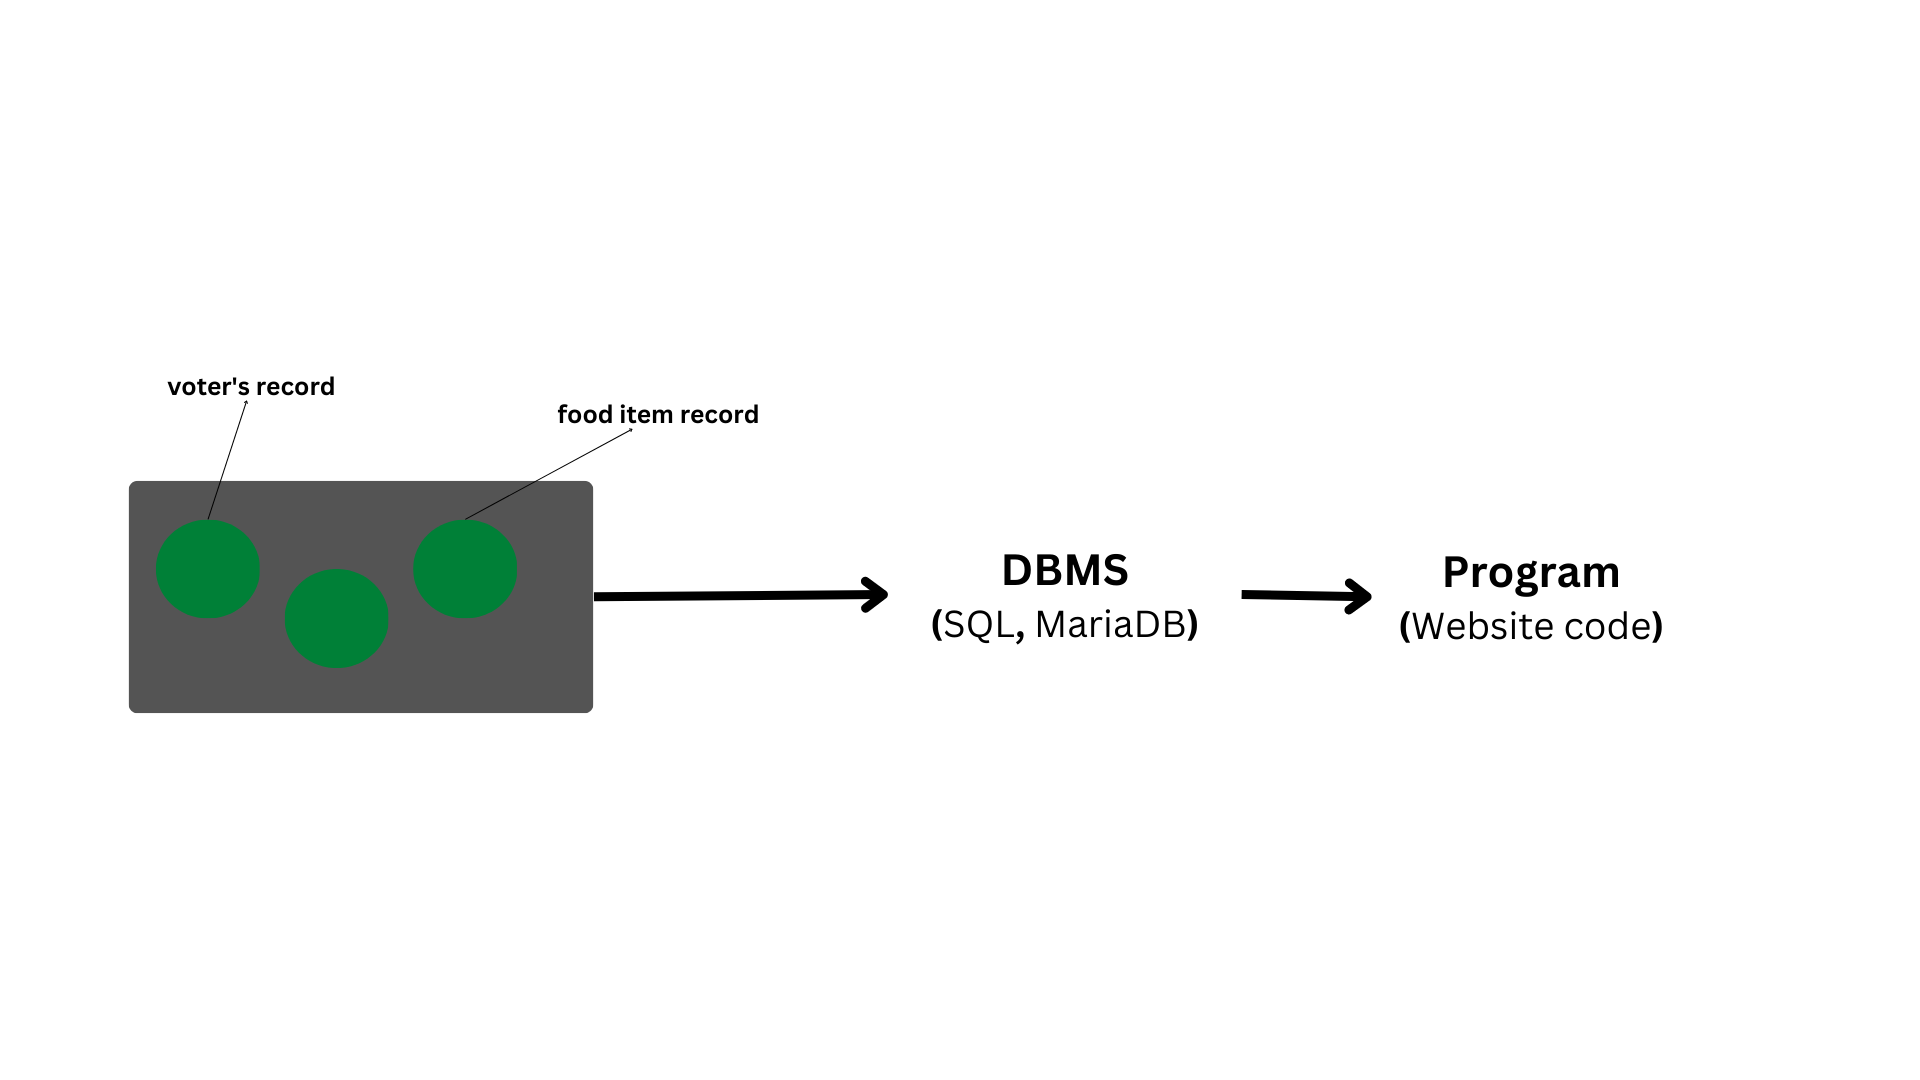 voter's record
food item record
DBMS
(SQL, MariaDB)
Program
(Website code)